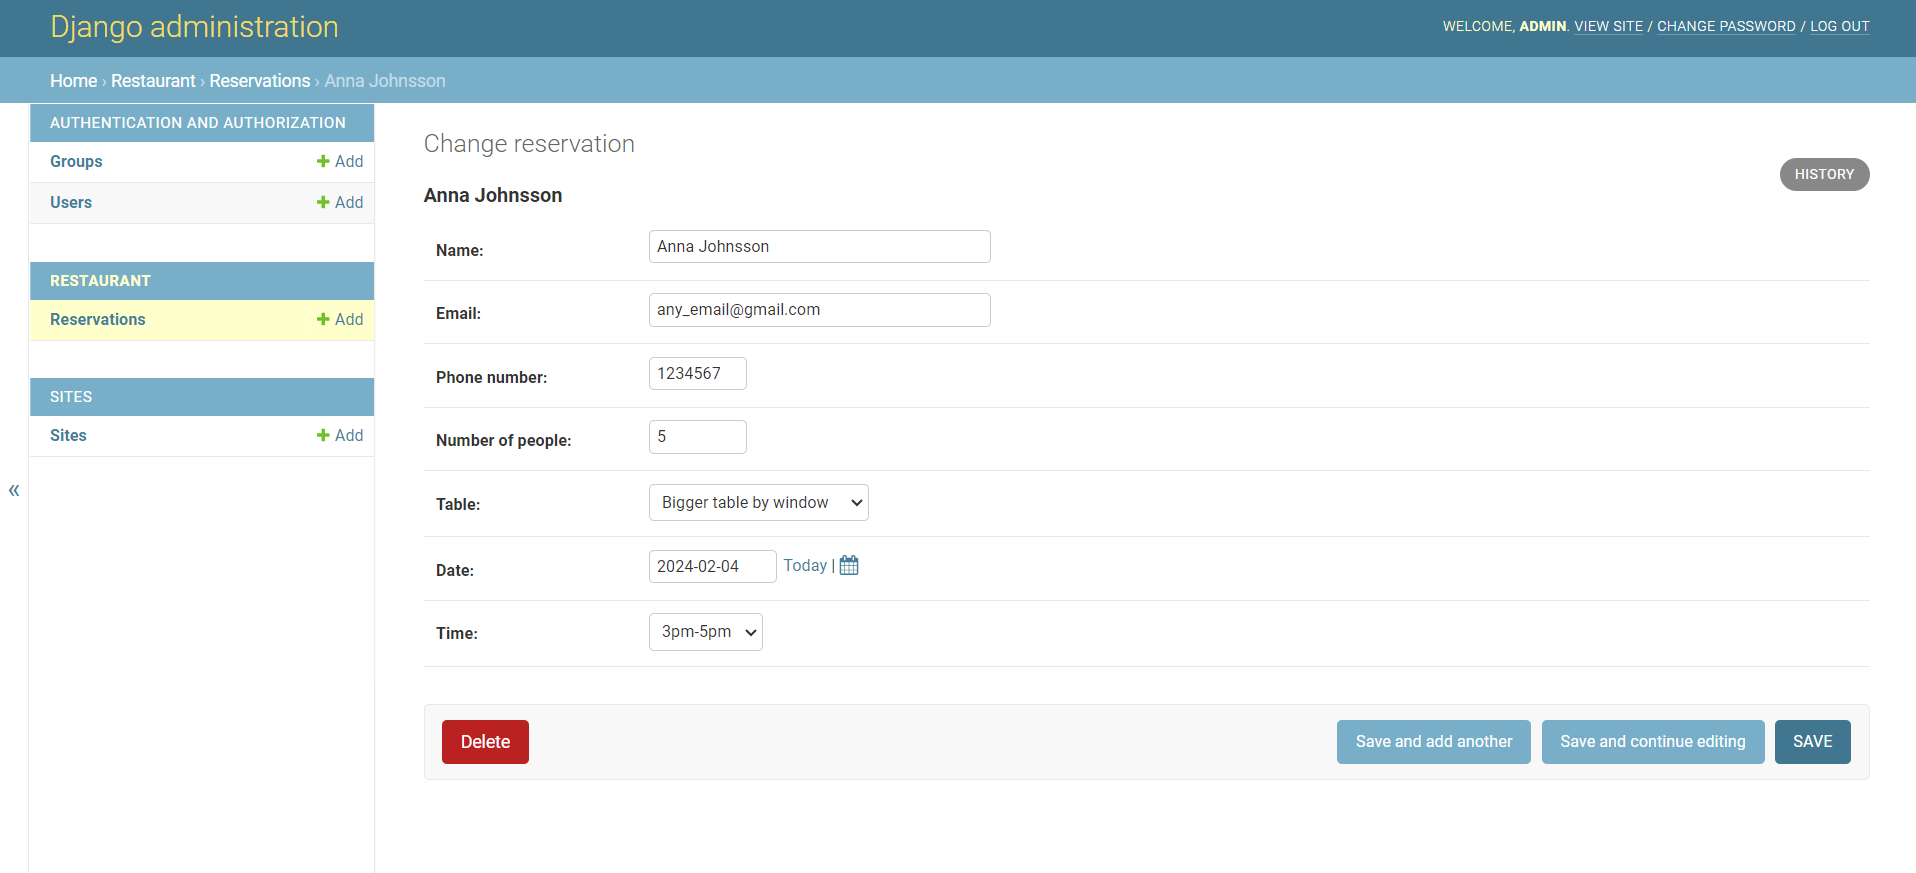 Django administration
WELCOME, ADMIN. VIEW SITE / CHANGE PASSWORD / LOG OUT
Home › Restaurant › Reservations › Anna Johnsson
AUTHENTICATION AND AUTHORIZATION
Groups + Add
Users + Add
RESTAURANT
Reservations + Add
SITES
Sites + Add
«
Change reservation
HISTORY
Anna Johnsson
Name: Anna Johnsson
Email: any_email@gmail.com
Phone number: 1234567
Number of people: 5
Table: Bigger table by window
Date: 2024-02-04 Today |
Time: 3pm-5pm
Delete Save and add another Save and continue editing SAVE